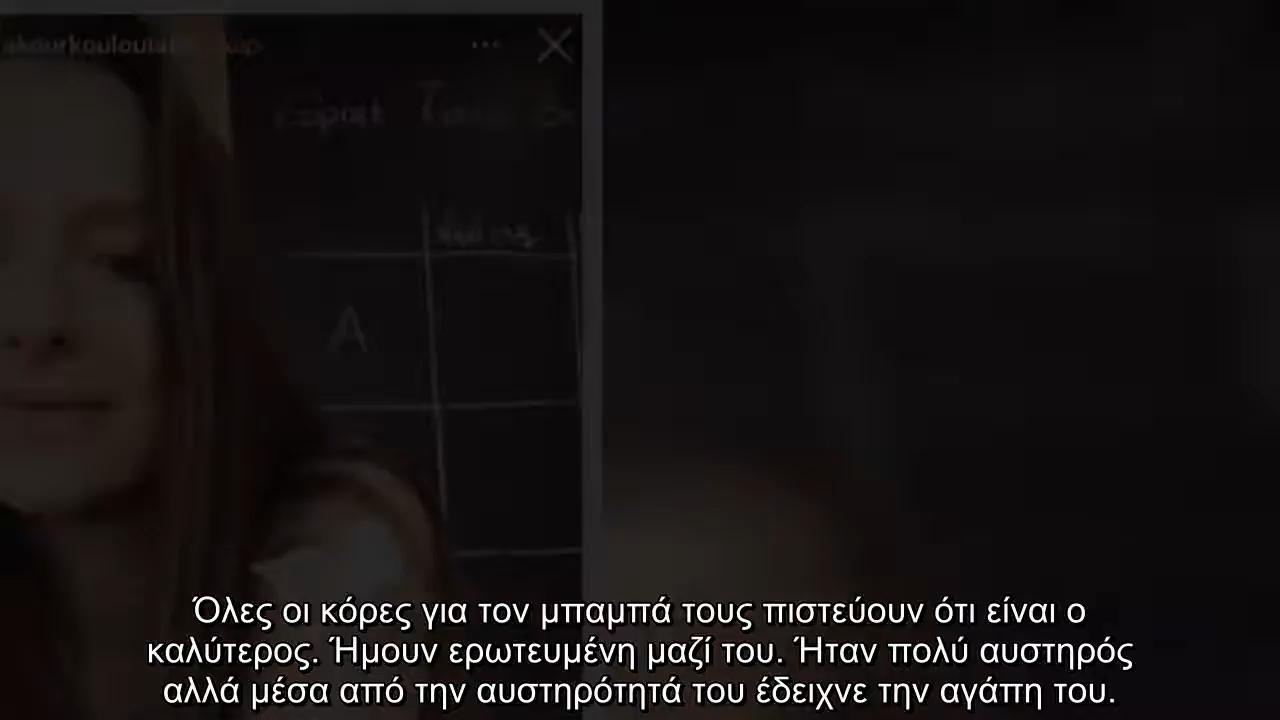 A
Όλες οι κόρες για τον μπαμπά τους πιστεύουν ότι είναι ο
καλύτερος. Ήμουν ερωτευμένη μαζί του. Ήταν πολύ αυστηρός
αλλά μέσα από την αυστηρότητά του έδειχνε την αγάπη του.